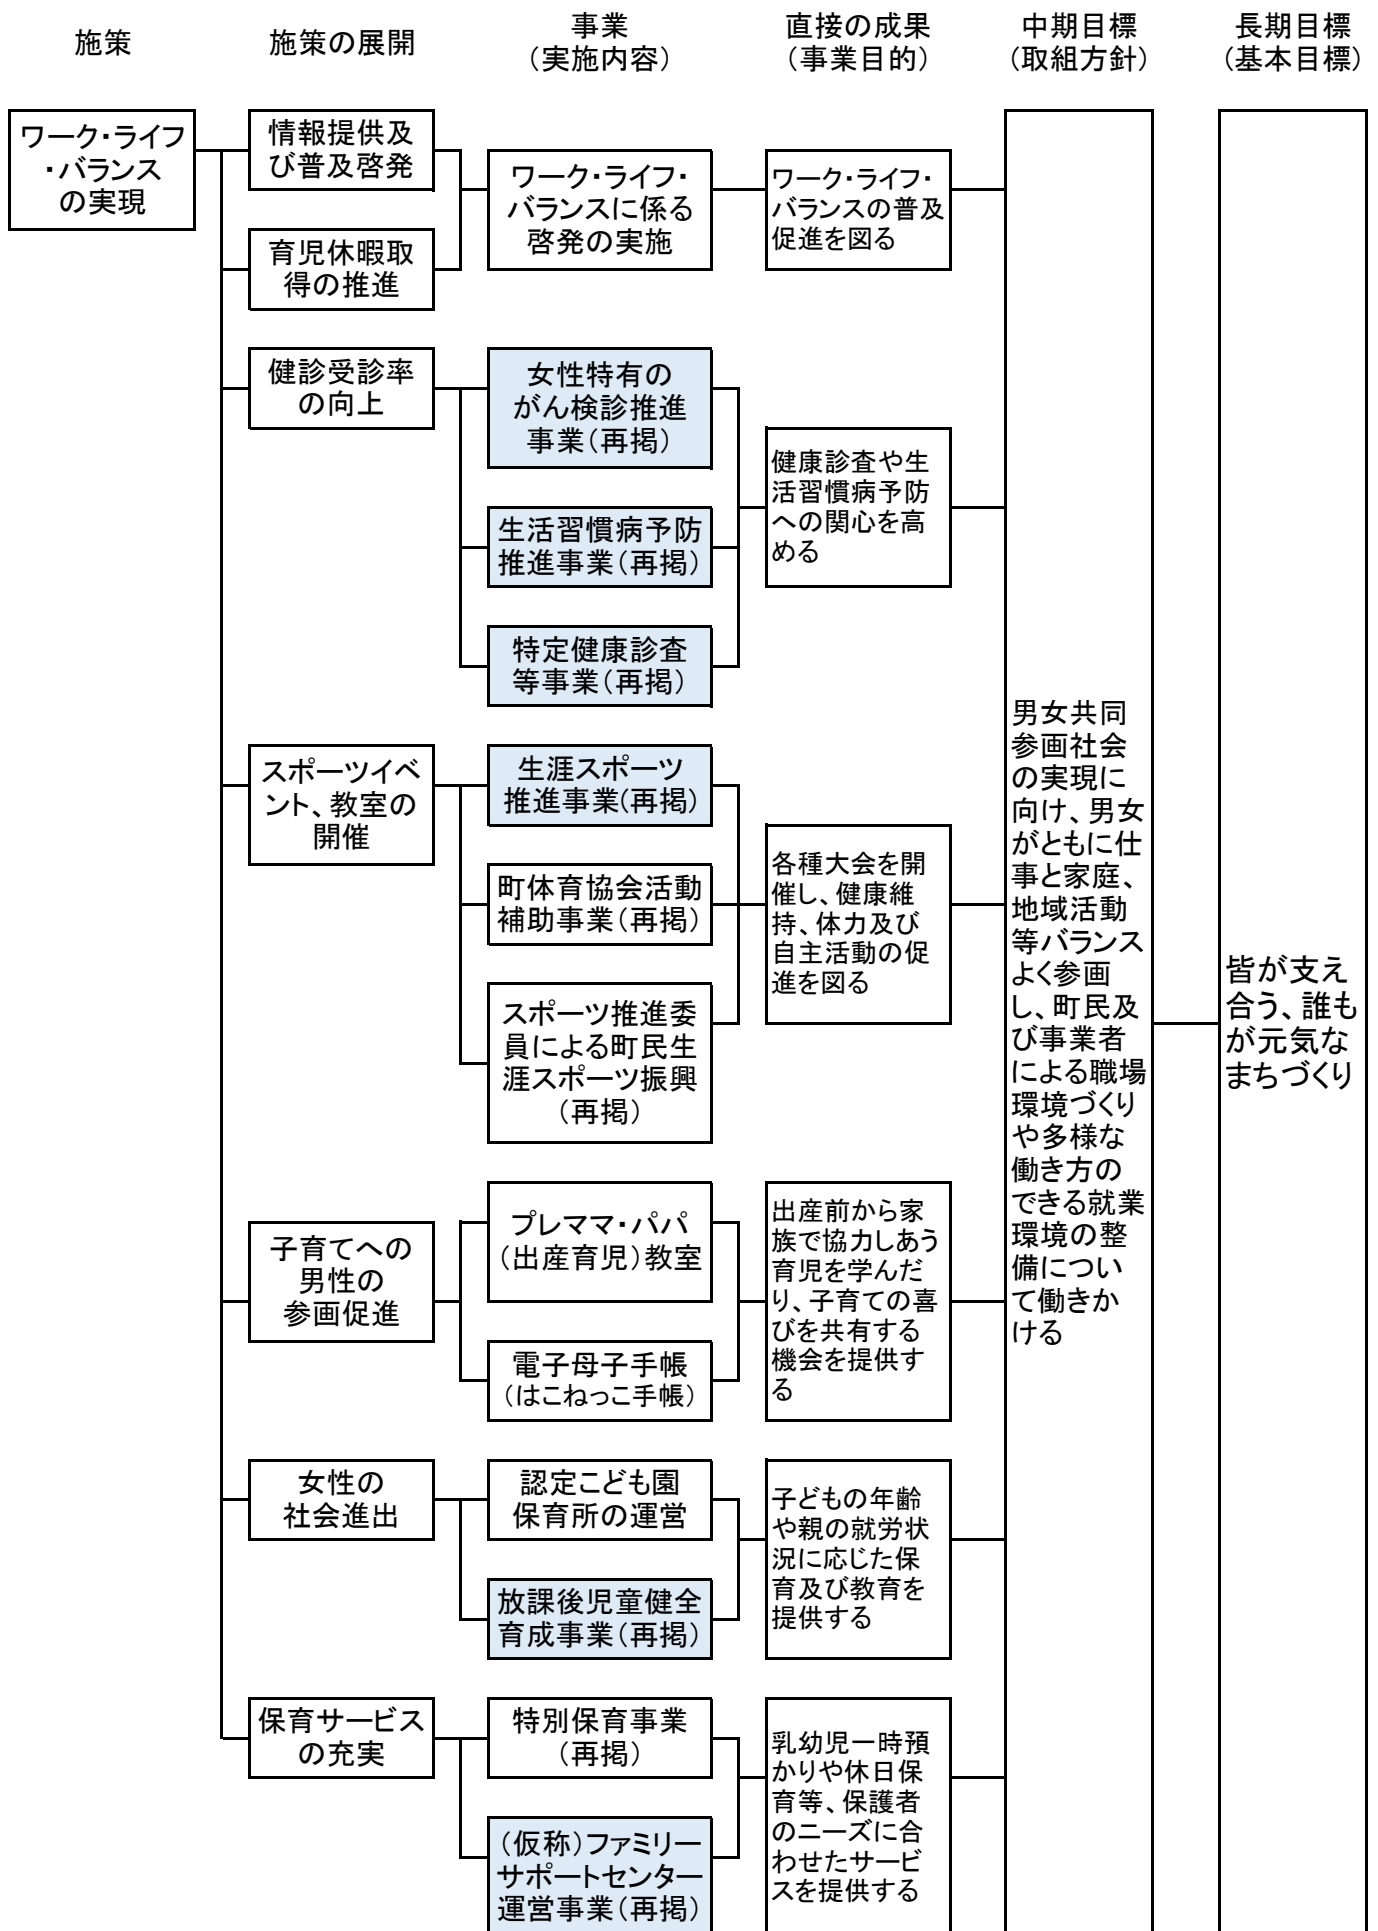 施策
施策の展開
事業
（実施内容）
直接の成果
（事業目的）
中期目標
（取組方針）
長期目標
（基本目標）
ワーク・ライフ
・バランス
の実現
情報提供及
び普及啓発
育児休暇取
得の推進
ワーク・ライフ・
バランスに係る
啓発の実施
ワーク・ライフ・
バランスの普及
促進を図る
健診受診率
の向上
女性特有の
がん検診推進
事業（再掲）
生活習慣病予防
推進事業（再掲）
特定健康診査
等事業（再掲）
健康診査や生
活習慣病予防
への関心を高
める
スポーツイベ
ント、教室の
開催
生涯スポーツ
推進事業（再掲）
町体育協会活動
補助事業（再掲）
スポーツ推進委
員による町民生
涯スポーツ振興
（再掲）
各種大会を開
催し、健康維
持、体力及び
自主活動の促
進を図る
子育てへの
男性の
参画促進
プレママ・パパ
（出産育児）教室
電子母子手帳
（はこねっこ手帳）
出産前から家
族で協力しあう
育児を学んだ
り、子育ての喜
びを共有する
機会を提供す
る
女性の
社会進出
認定こども園
保育所の運営
放課後児童健全
育成事業（再掲）
子どもの年齢
や親の就労状
況に応じた保
育及び教育を
提供する
保育サービス
の充実
特別保育事業
（再掲）
（仮称）ファミリー
サポートセンター
運営事業（再掲）
乳幼児一時預
かりや休日保
育等、保護者
のニーズに合
わせたサービ
スを提供する
男女共同
参画社会
の実現に
向け、男女
がともに仕
事と家庭、
地域活動
等バランス
よく参画
し、町民及
び事業者
による職場
環境づくり
や多様な
働き方の
できる就業
環境の整
備につい
て働きか
ける
皆が支え
合う、誰も
が元気な
まちづくり